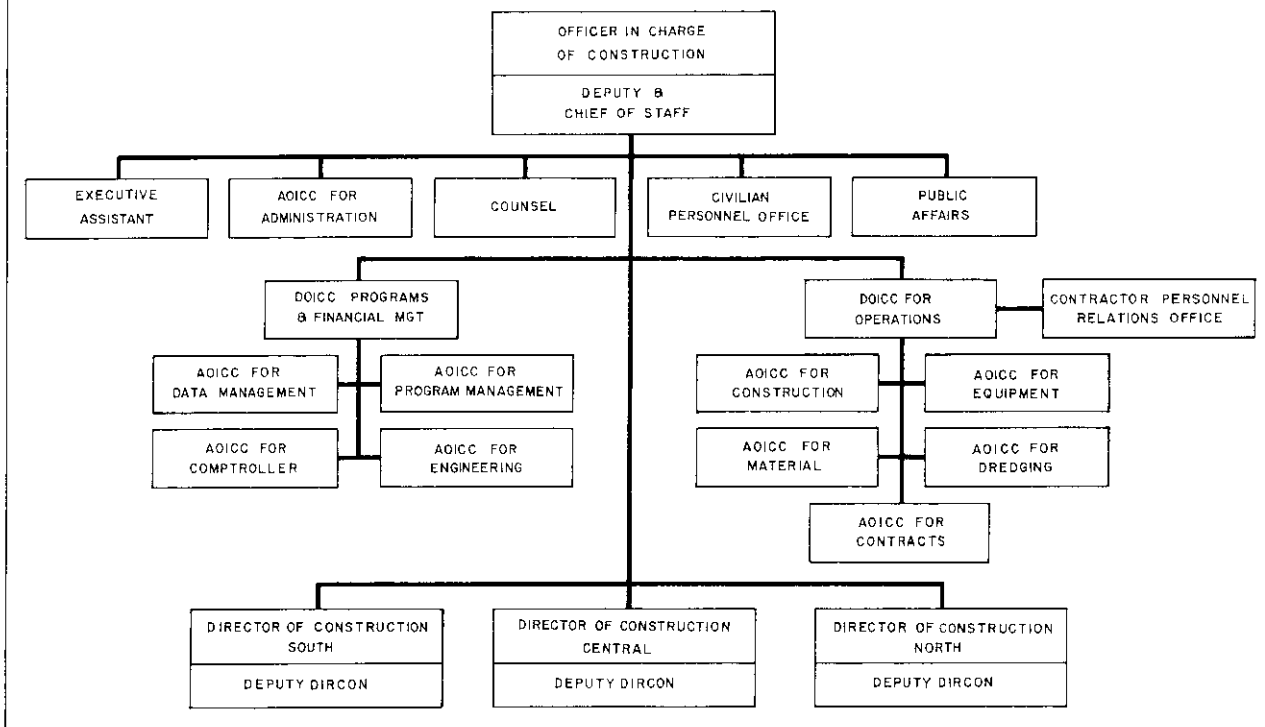 OFFICER IN CHARGE
OF CONSTRUCTION
DEPUTY &
CHIEF OF STAFF
EXECUTIVE
ASSISTANT
AOICC FOR
ADMINISTRATION
COUNSEL
CIVILIAN
PERSONNEL OFFICE
PUBLIC
AFFAIRS
DOICC PROGRAMS
& FINANCIAL MGT
DOICC FOR
OPERATIONS
CONTRACTOR PERSONNEL
RELATIONS OFFICE
AOICC FOR
DATA MANAGEMENT
AOICC FOR
PROGRAM MANAGEMENT
AOICC FOR
CONSTRUCTION
AOICC FOR
EQUIPMENT
AOICC FOR
COMPTROLLER
AOICC FOR
ENGINEERING
AOICC FOR
MATERIAL
AOICC FOR
DREDGING
AOICC FOR
CONTRACTS
DIRECTOR OF CONSTRUCTION
SOUTH
DEPUTY DIRCON
DIRECTOR OF CONSTRUCTION
CENTRAL
DEPUTY DIRCON
DIRECTOR OF CONSTRUCTION
NORTH
DEPUTY DIRCON